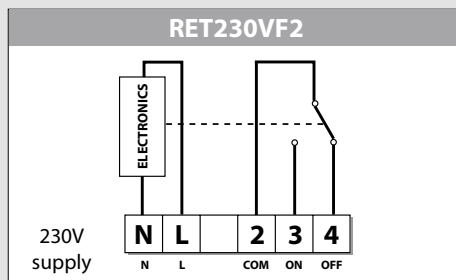 RET230VF2
ELECTRONICS
230V
supply
N L 2 3 4
N L COM ON OFF